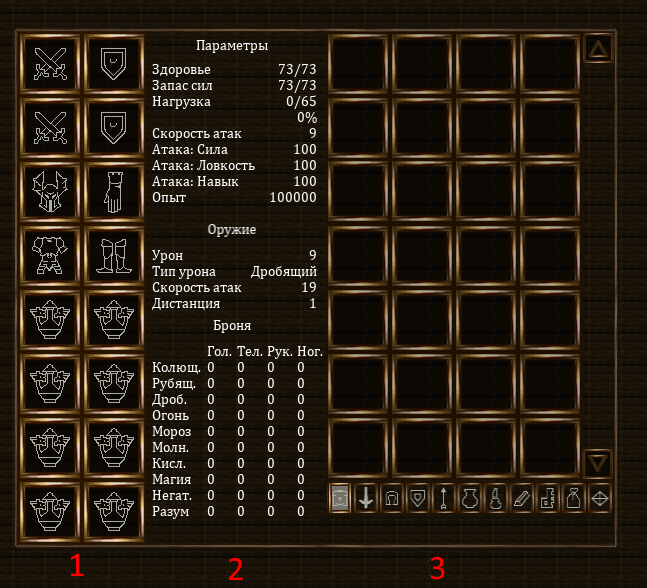 Параметры
Здоровье 73/73
Запас сил 73/73
Нагрузка 0/65
0%
Скорость атак 9
Атака: Сила 100
Атака: Ловкость 100
Атака: Навык 100
Опыт 100000
Оружие
Урон 9
Тип урона Дробящий
Скорость атак 19
Дистанция 1
Броня
Гол. Тел. Рук. Ног.
Колющ. 0 0 0 0
Рубящ. 0 0 0 0
Дроб. 0 0 0 0
Огонь 0 0 0 0
Мороз 0 0 0 0
Молн. 0 0 0 0
Кисл. 0 0 0 0
Магия 0 0 0 0
Негат. 0 0 0 0
Разум 0 0 0 0
1 2 3